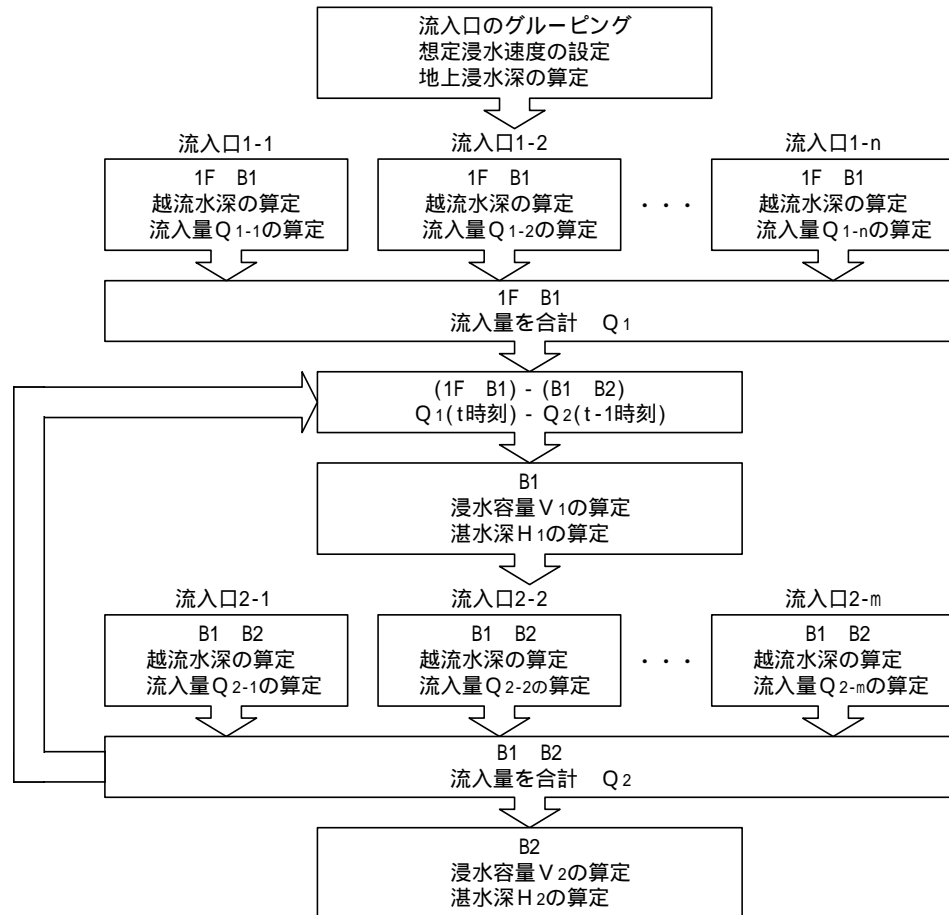 流入口のグルーピング
想定浸水速度の設定
地上浸水深の算定
流入口1-1
流入口1-2
流入口1-n
1F B1
越流水深の算定
流入量Q1-1の算定
1F B1
越流水深の算定
流入量Q1-2の算定
・・・
1F B1
越流水深の算定
流入量Q1-nの算定
1F B1
流入量を合計 Q1
(1F B1) - (B1 B2)
Q1(t時刻) - Q2(t-1時刻)
B1
浸水容量V1の算定
湛水深H1の算定
流入口2-1
流入口2-2
流入口2-m
B1 B2
越流水深の算定
流入量Q2-1の算定
B1 B2
越流水深の算定
流入量Q2-2の算定
・・・
B1 B2
越流水深の算定
流入量Q2-mの算定
B1 B2
流入量を合計 Q2
B2
浸水容量V2の算定
湛水深H2の算定